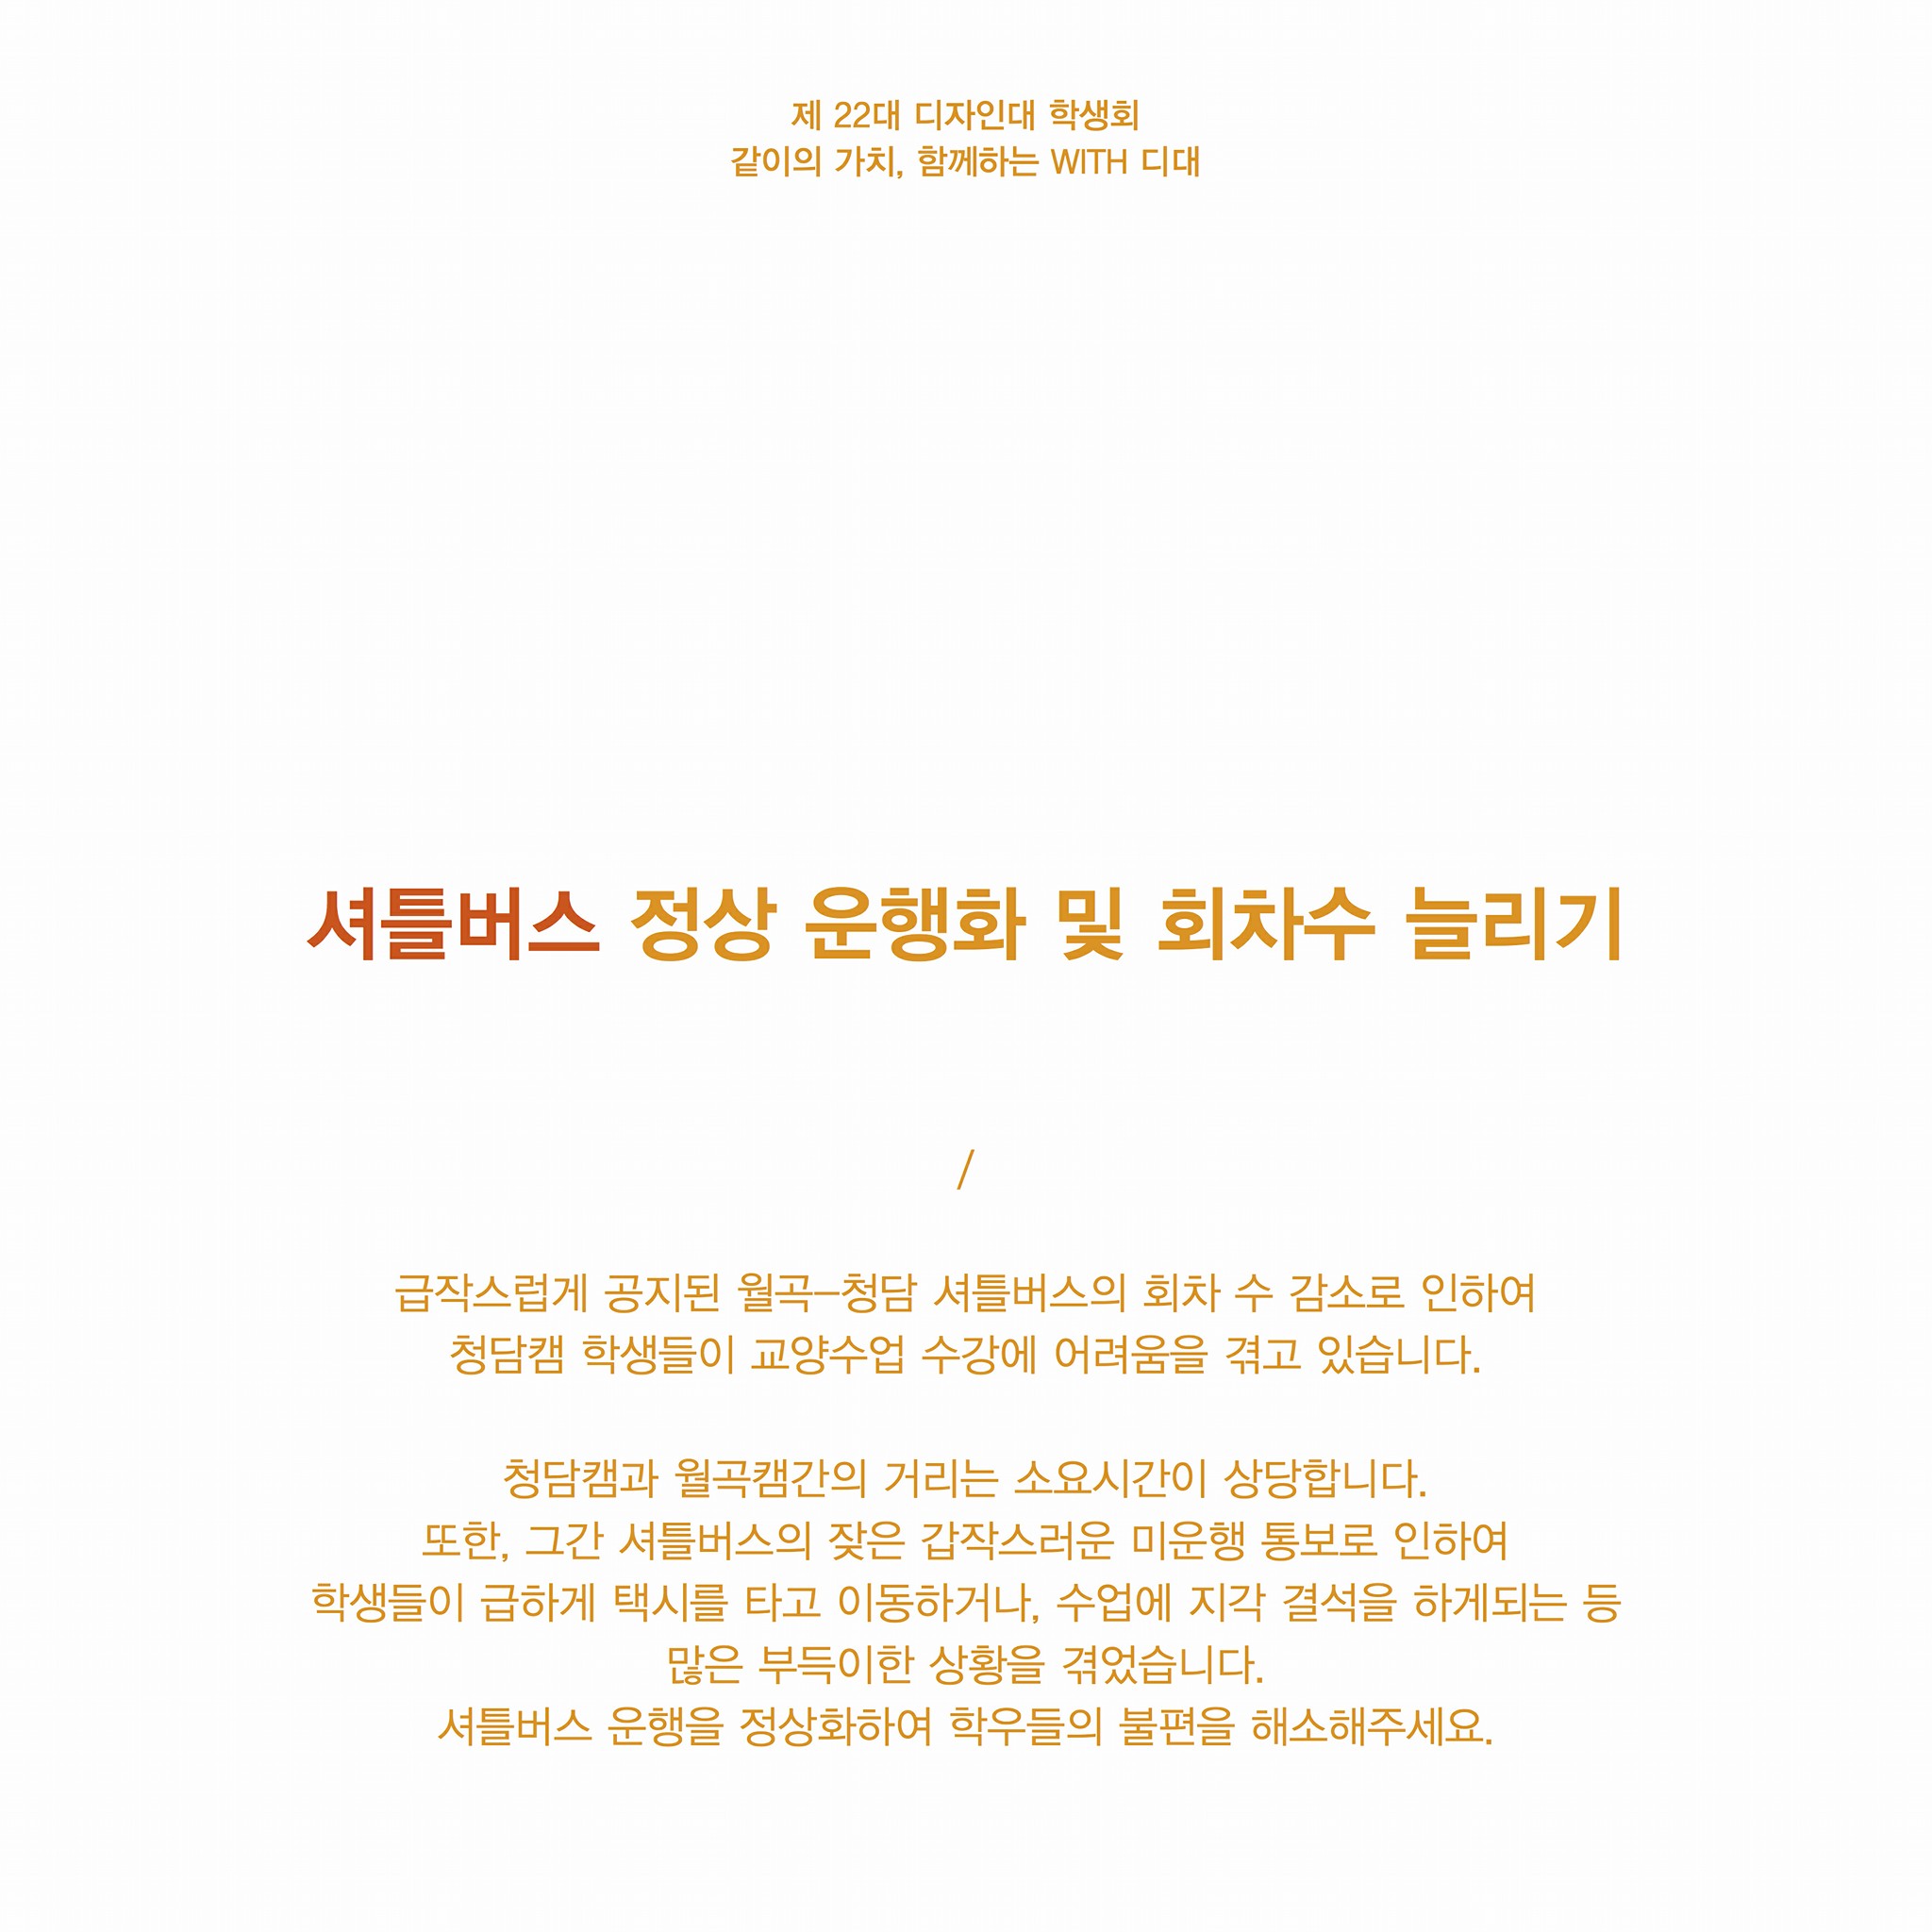 제 22대 디자인대 학생회
같이의 가치, 함께하는 WITH 디대
셔틀버스 정상 운행화 및 회차수 늘리기
/
급작스럽게 공지된 월곡–청담 셔틀버스의 회차 수 감소로 인하여
청담캠 학생들이 교양수업 수강에 어려움을 겪고 있습니다.
청담캠과 월곡캠간의 거리는 소요시간이 상당합니다.
또한, 그간 셔틀버스의 잦은 갑작스러운 미운행 통보로 인하여
학생들이 급하게 택시를 타고 이동하거나, 수업에 지각 결석을 하게되는 등
많은 부득이한 상황을 겪었습니다.
셔틀버스 운행을 정상화하여 학우들의 불편을 해소해주세요.